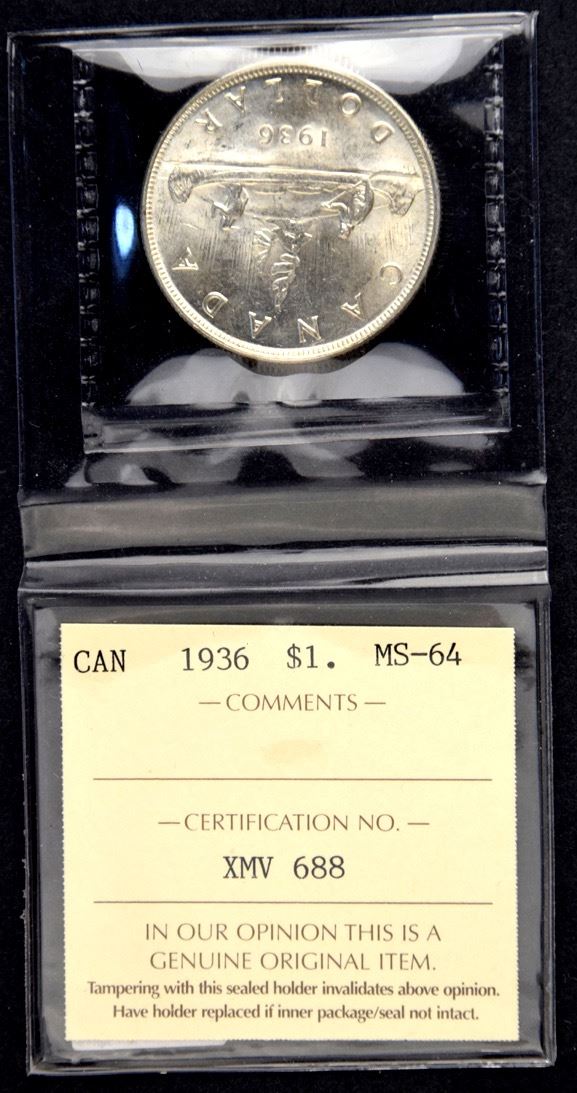 DOLLAR
1936
CANADA
CAN 1936 $1. MS-64
— COMMENTS —
— CERTIFICATION NO. —
XMV 688
IN OUR OPINION THIS IS A
GENUINE ORIGINAL ITEM.
Tampering with this sealed holder invalidates above opinion.
Have holder replaced if inner package/seal not intact.